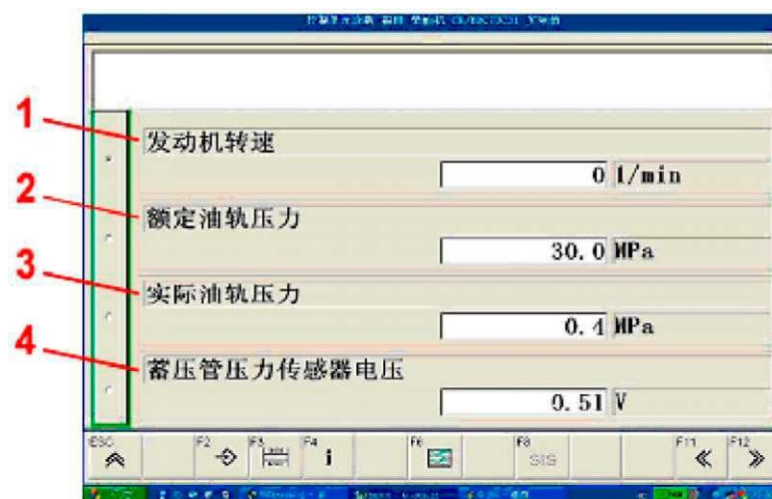 1
发动机转速
0 1/min
2
额定油轨压力
30.0 MPa
3
实际油轨压力
0.4 MPa
4
蓄压管压力传感器电压
0.51 V
ESC F2 F3 F4 F6 F8 F11 F12
i SIS